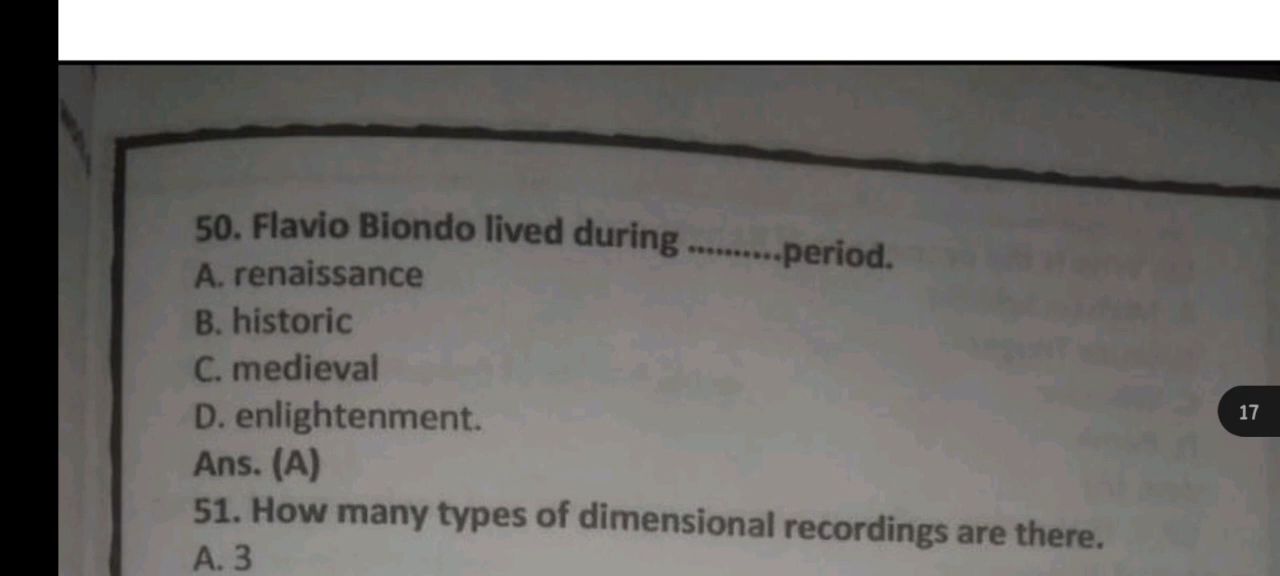 50. Flavio Biondo lived during ..........period.
A. renaissance
B. historic
C. medieval
D. enlightenment.
Ans. (A)
51. How many types of dimensional recordings are there.
A. 3
17